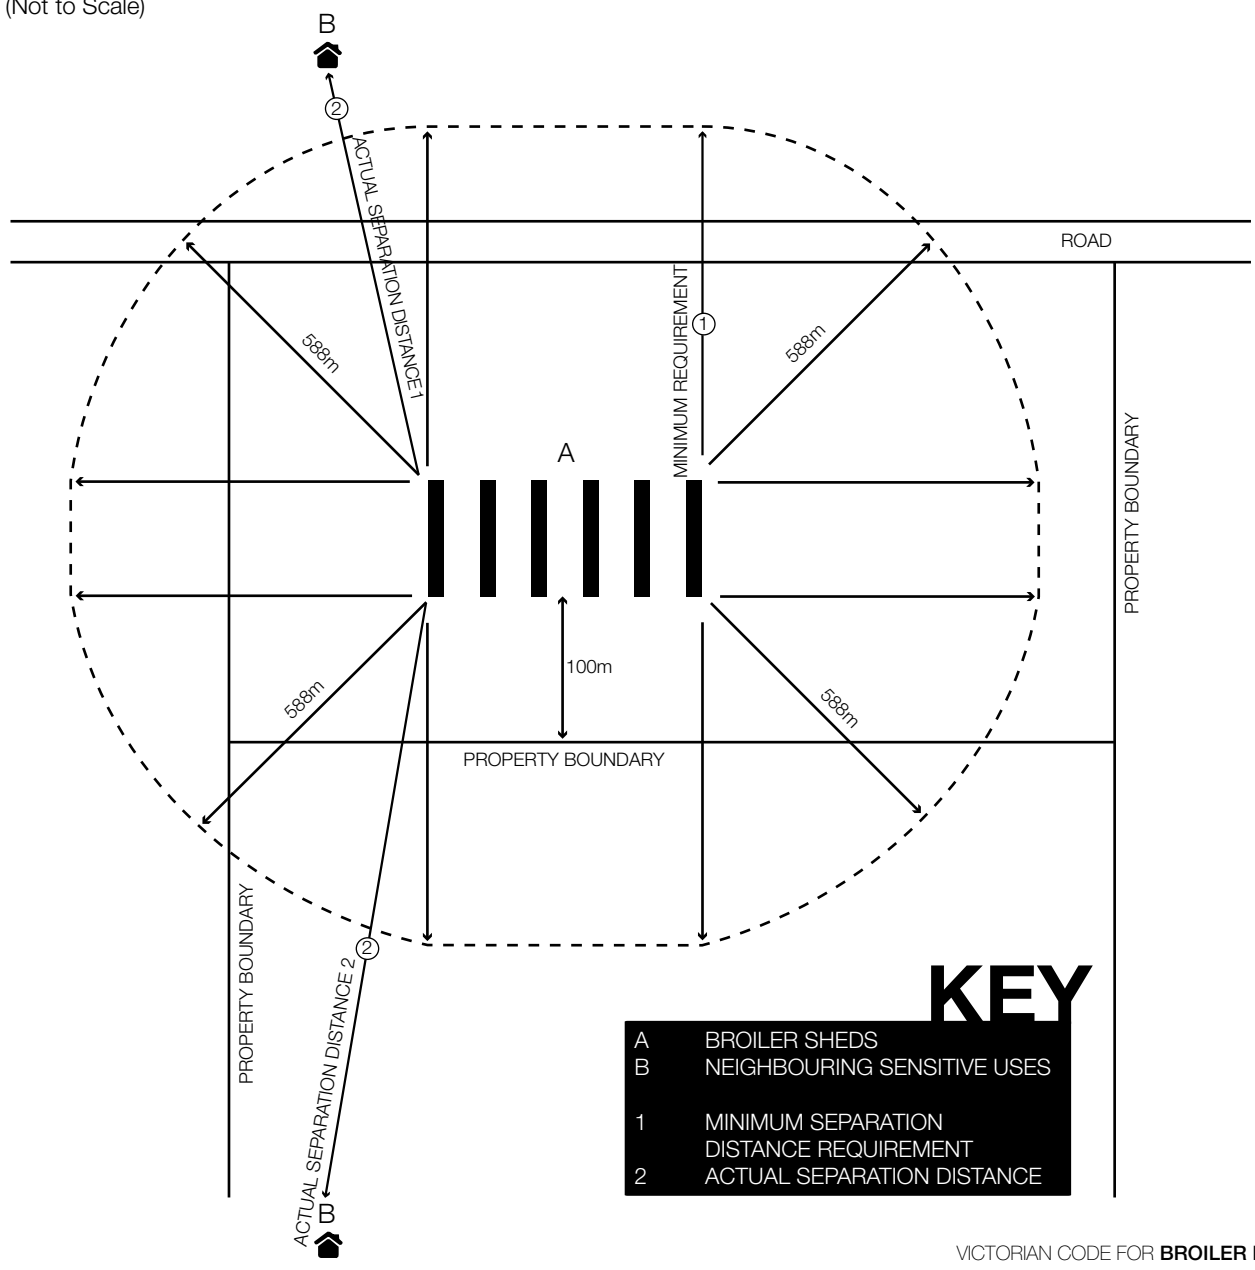 (Not to Scale)
B
2
ACTUAL SEPARATION DISTANCE1
ROAD
MINIMUM REQUIREMENT
1
588m
588m
A
PROPERTY BOUNDARY
100m
588m
588m
PROPERTY BOUNDARY
PROPERTY BOUNDARY
2
ACTUAL SEPARATION DISTANCE 2
B
KEY
A BROILER SHEDS
B NEIGHBOURING SENSITIVE USES
1 MINIMUM SEPARATION
DISTANCE REQUIREMENT
2 ACTUAL SEPARATION DISTANCE
VICTORIAN CODE FOR BROILER